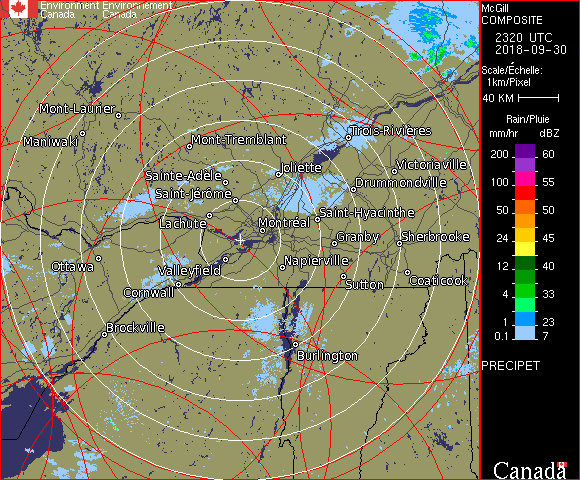 Environment Environnement
Canada Canada
McGill
COMPOSITE
2320 UTC
2018-09-30
Scale/Échelle:
1km/Pixel
40 KM
Rain/Pluie
mm/hr dBZ
200 60
100 55
50 50
24 45
12 40
4 33
1 23
0.1 7
PRECIPET
Canada
Mont-Laurier
Maniwaki
Mont-Tremblant
Trois-Rivières
Sainte-Adèle
Joliette
Victoriaville
Saint-Jérôme
Drummondville
Lachute
Montréal
Saint-Hyacinthe
Granby
Sherbrooke
Ottawa
Valleyfield
Napierville
Cornwall
Sutton
Coaticook
Brockville
Burlington